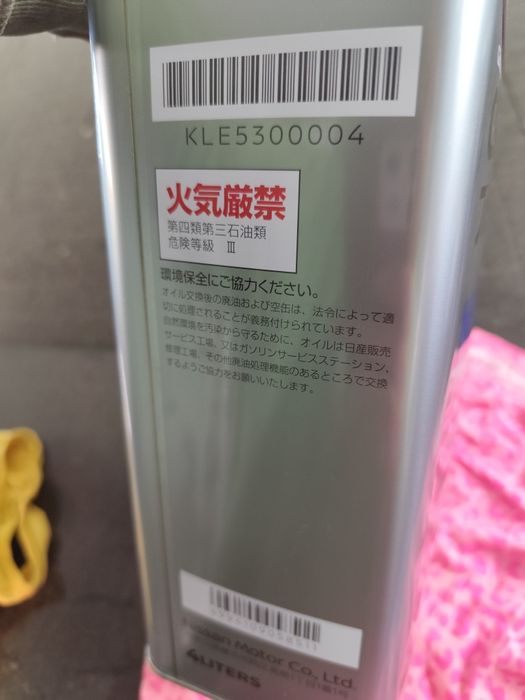 KLE5300004
火気厳禁
第四類第三石油類
危険等級 Ⅲ
環境保全にご協力ください。
オイル交換後の廃油および空缶は、法令によって適
切に処理されることが義務付けられています。
自然環境を汚染から守るために、オイルは日産販売
サービス工場、又はガソリンサービスステーション、
修理工場、その他廃油処理機能のあるところで交換
するようご協力をお願いいたします。
Nissan Motor Co., Ltd.
4LITERS